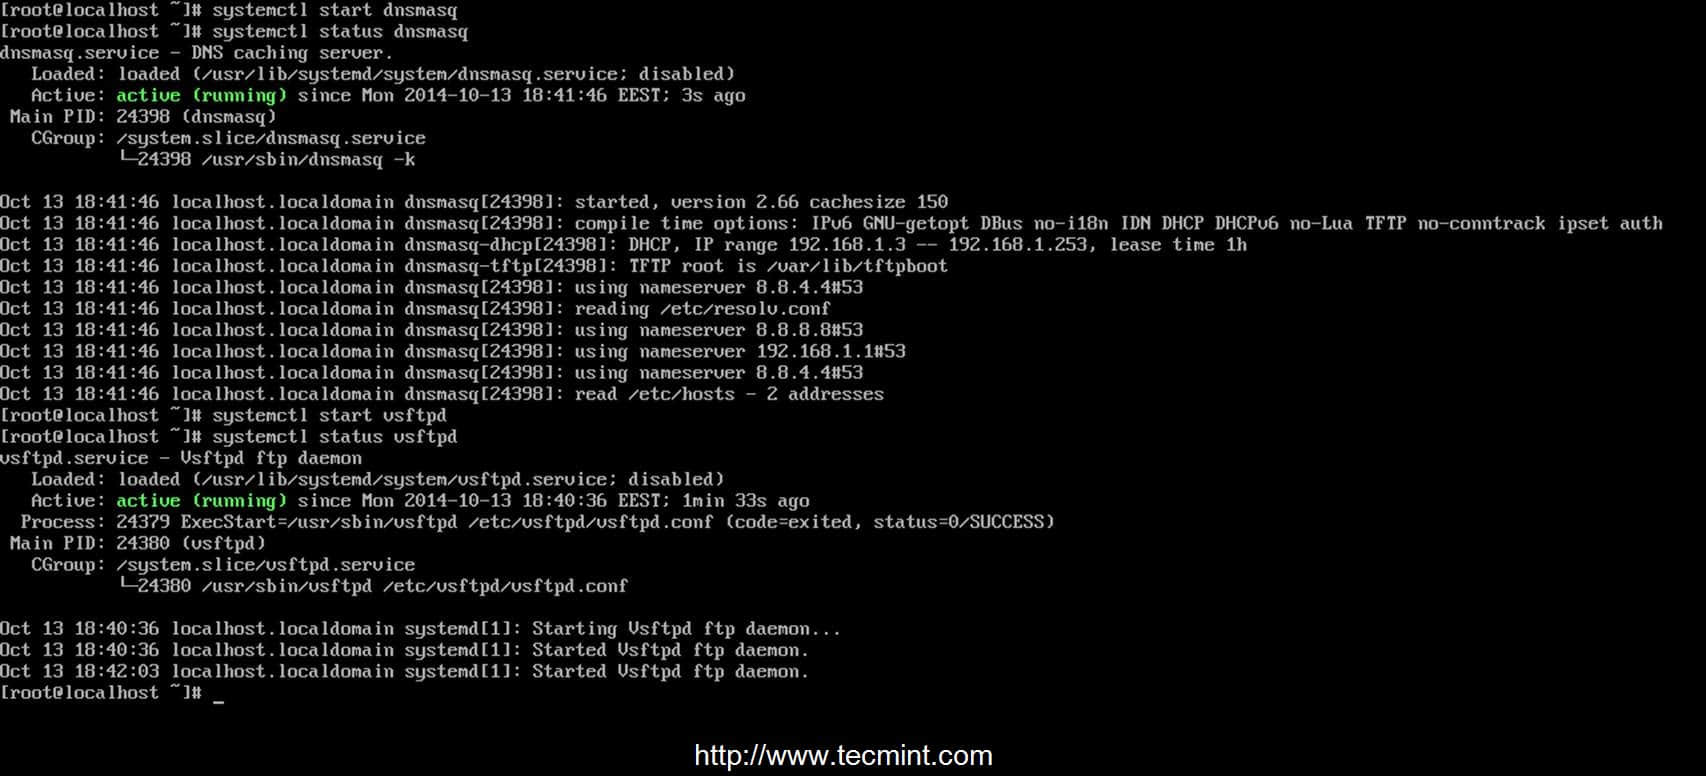 [root@localhost ~]# systemctl start dnsmasq
[root@localhost ~]# systemctl status dnsmasq
dnsmasq.service - DNS caching server.
   Loaded: loaded (/usr/lib/systemd/system/dnsmasq.service; disabled)
   Active: active (running) since Mon 2014-10-13 18:41:46 EEST; 3s ago
 Main PID: 24398 (dnsmasq)
   CGroup: /system.slice/dnsmasq.service
           └─24398 /usr/sbin/dnsmasq -k
Oct 13 18:41:46 localhost.localdomain dnsmasq[24398]: started, version 2.66 cachesize 150
Oct 13 18:41:46 localhost.localdomain dnsmasq[24398]: compile time options: IPv6 GNU-getopt DBus no-i18n IDN DHCP DHCPv6 no-Lua TFTP no-conntrack ipset auth
Oct 13 18:41:46 localhost.localdomain dnsmasq-dhcp[24398]: DHCP, IP range 192.168.1.3 -- 192.168.1.253, lease time 1h
Oct 13 18:41:46 localhost.localdomain dnsmasq-tftp[24398]: TFTP root is /var/lib/tftpboot
Oct 13 18:41:46 localhost.localdomain dnsmasq[24398]: using nameserver 8.8.4.4#53
Oct 13 18:41:46 localhost.localdomain dnsmasq[24398]: reading /etc/resolv.conf
Oct 13 18:41:46 localhost.localdomain dnsmasq[24398]: using nameserver 8.8.8.8#53
Oct 13 18:41:46 localhost.localdomain dnsmasq[24398]: using nameserver 192.168.1.1#53
Oct 13 18:41:46 localhost.localdomain dnsmasq[24398]: using nameserver 8.8.4.4#53
Oct 13 18:41:46 localhost.localdomain dnsmasq[24398]: read /etc/hosts - 2 addresses
[root@localhost ~]# systemctl start vsftpd
[root@localhost ~]# systemctl status vsftpd
vsftpd.service - Vsftpd ftp daemon
   Loaded: loaded (/usr/lib/systemd/system/vsftpd.service; disabled)
   Active: active (running) since Mon 2014-10-13 18:40:36 EEST; 1min 33s ago
  Process: 24379 ExecStart=/usr/sbin/vsftpd /etc/vsftpd/vsftpd.conf (code=exited, status=0/SUCCESS)
 Main PID: 24380 (vsftpd)
   CGroup: /system.slice/vsftpd.service
           └─24380 /usr/sbin/vsftpd /etc/vsftpd/vsftpd.conf
Oct 13 18:40:36 localhost.localdomain systemd[1]: Starting Vsftpd ftp daemon...
Oct 13 18:40:36 localhost.localdomain systemd[1]: Started Vsftpd ftp daemon.
Oct 13 18:42:03 localhost.localdomain systemd[1]: Started Vsftpd ftp daemon.
[root@localhost ~]# _
http://www.tecmint.com